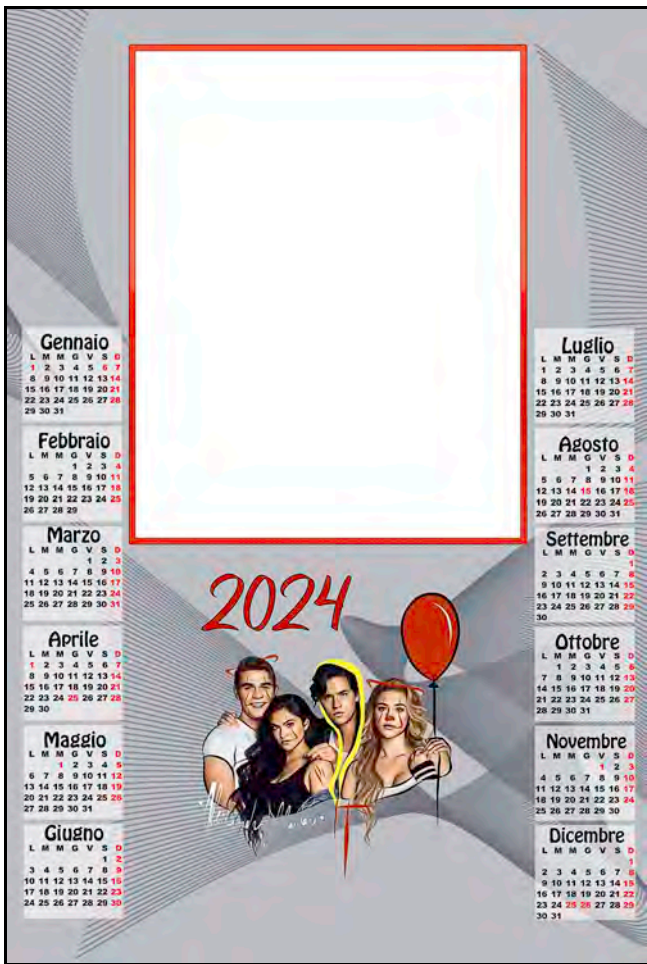 Gennaio
L M M G V S D
1 2 3 4 5 6 7
8 9 10 11 12 13 14
15 16 17 18 19 20 21
22 23 24 25 26 27 28
29 30 31
Febbraio
L M M G V S D
1 2 3 4
5 6 7 8 9 10 11
12 13 14 15 16 17 18
19 20 21 22 23 24 25
26 27 28 29
Marzo
L M M G V S D
1 2 3
4 5 6 7 8 9 10
11 12 13 14 15 16 17
18 19 20 21 22 23 24
25 26 27 28 29 30 31
Aprile
L M M G V S D
1 2 3 4 5 6 7
8 9 10 11 12 13 14
15 16 17 18 19 20 21
22 23 24 25 26 27 28
29 30
Maggio
L M M G V S D
1 2 3 4 5
6 7 8 9 10 11 12
13 14 15 16 17 18 19
20 21 22 23 24 25 26
27 28 29 30 31
Giugno
L M M G V S D
1 2
3 4 5 6 7 8 9
10 11 12 13 14 15 16
17 18 19 20 21 22 23
24 25 26 27 28 29 30
2024
Luglio
L M M G V S D
1 2 3 4 5 6 7
8 9 10 11 12 13 14
15 16 17 18 19 20 21
22 23 24 25 26 27 28
29 30 31
Agosto
L M M G V S D
1 2 3 4
5 6 7 8 9 10 11
12 13 14 15 16 17 18
19 20 21 22 23 24 25
26 27 28 29 30 31
Settembre
L M M G V S D
1
2 3 4 5 6 7 8
9 10 11 12 13 14 15
16 17 18 19 20 21 22
23 24 25 26 27 28 29
30
Ottobre
L M M G V S D
1 2 3 4 5 6
7 8 9 10 11 12 13
14 15 16 17 18 19 20
21 22 23 24 25 26 27
28 29 30 31
Novembre
L M M G V S D
1 2 3
4 5 6 7 8 9 10
11 12 13 14 15 16 17
18 19 20 21 22 23 24
25 26 27 28 29 30
Dicembre
L M M G V S D
1
2 3 4 5 6 7 8
9 10 11 12 13 14 15
16 17 18 19 20 21 22
23 24 25 26 27 28 29
30 31